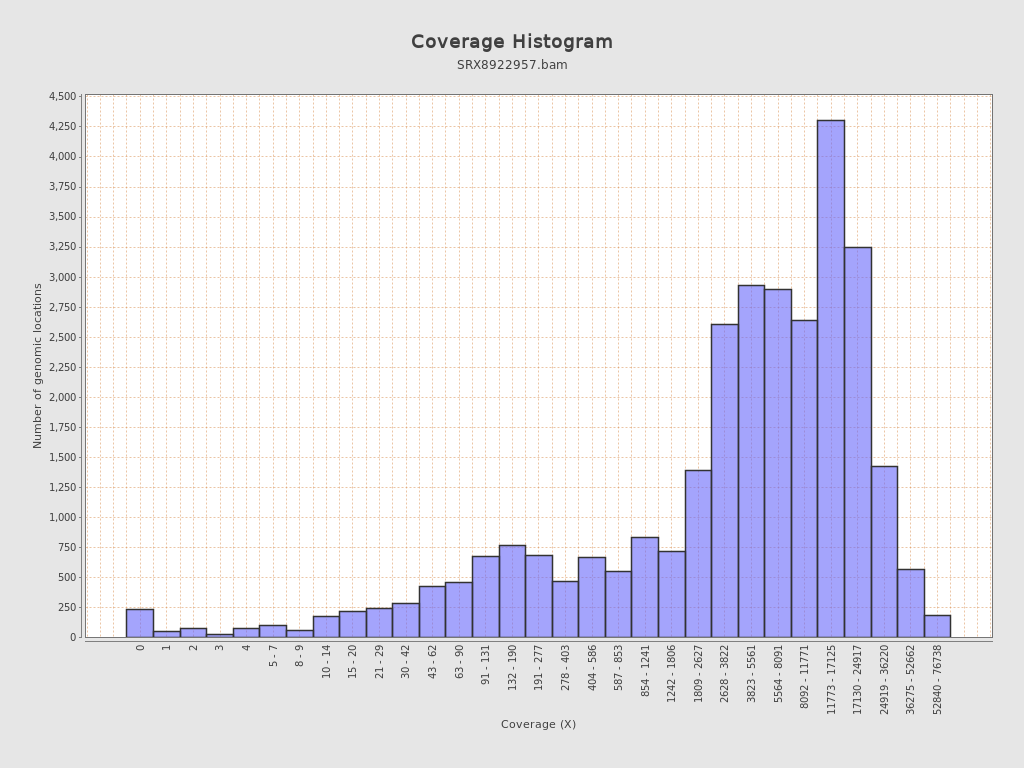 Coverage Histogram
SRX8922957.bam
Number of genomic locations
4,500
4,250
4,000
3,750
3,500
3,250
3,000
2,750
2,500
2,250
2,000
1,750
1,500
1,250
1,000
750
500
250
0
0
1
2
3
4
5 - 7
8 - 9
10 - 14
15 - 20
21 - 29
30 - 42
43 - 62
63 - 90
91 - 131
132 - 190
191 - 277
278 - 403
404 - 586
587 - 853
854 - 1241
1242 - 1806
1809 - 2627
2628 - 3822
3823 - 5561
5564 - 8091
8092 - 11771
11773 - 17125
17130 - 24917
24919 - 36220
36275 - 52662
52840 - 76738
Coverage (X)